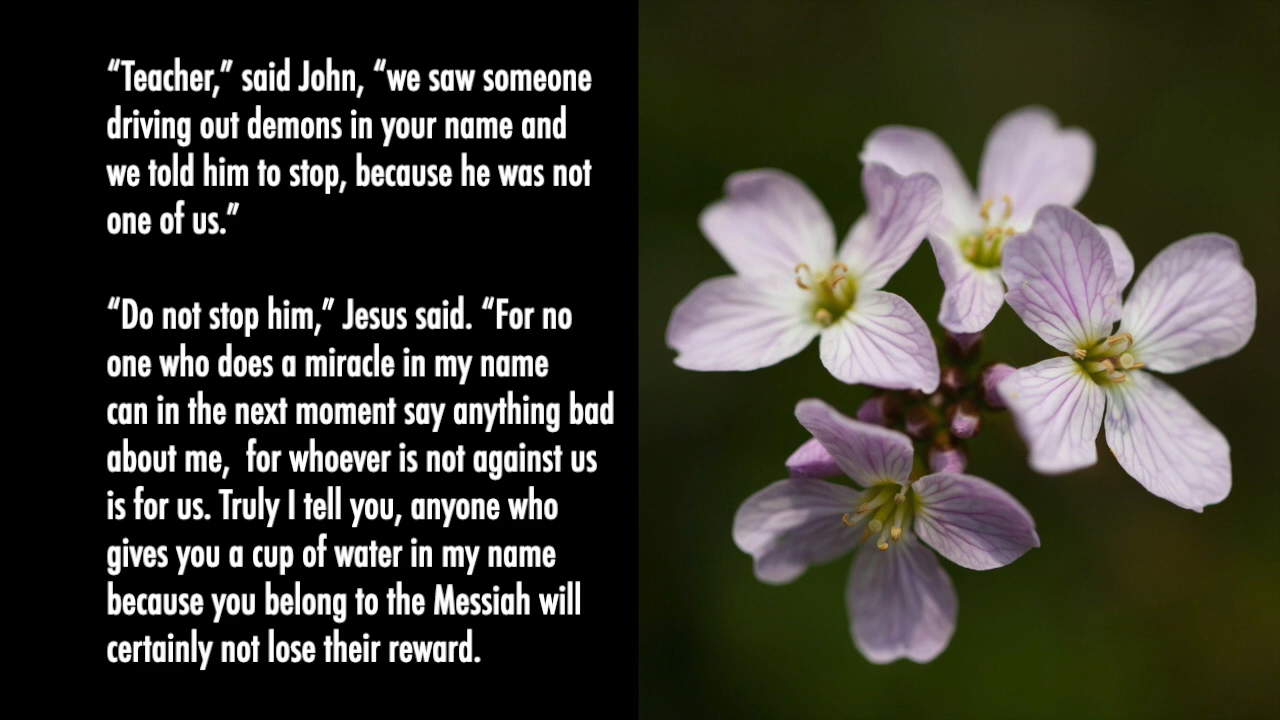 “Teacher,” said John, “we saw someone
driving out demons in your name and
we told him to stop, because he was not
one of us.”
“Do not stop him,” Jesus said. “For no
one who does a miracle in my name
can in the next moment say anything bad
about me,  for whoever is not against us
is for us. Truly I tell you, anyone who
gives you a cup of water in my name
because you belong to the Messiah will
certainly not lose their reward.